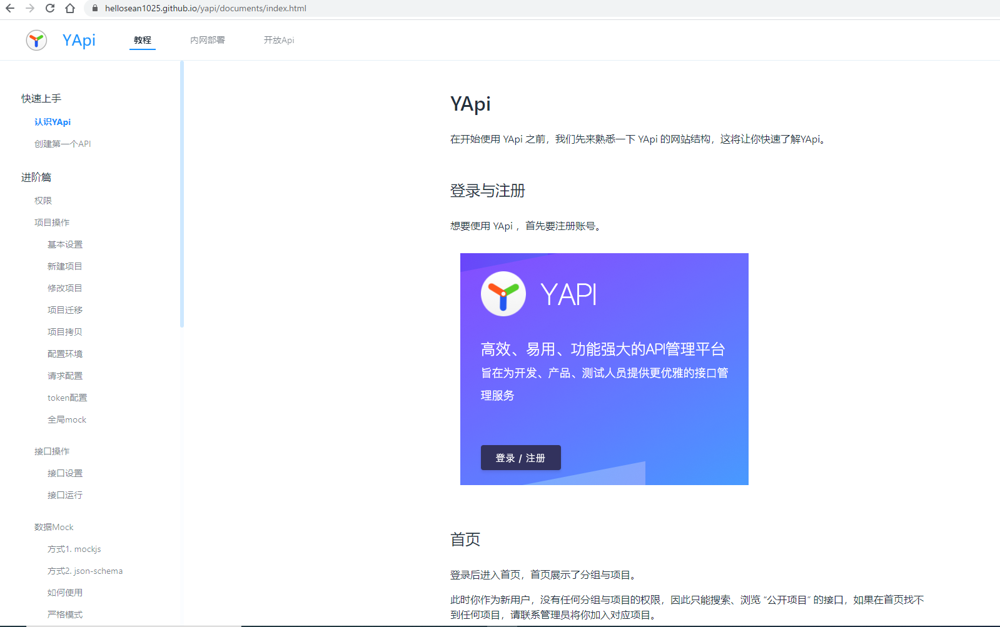 hellosean1025.github.io/yapi/documents/index.html
YApi
教程
内网部署
开放Api
快速上手
认识YApi
创建第一个API
进阶篇
权限
项目操作
基本设置
新建项目
修改项目
项目迁移
项目拷贝
配置环境
请求配置
token配置
全局mock
接口操作
接口设置
接口运行
数据Mock
方式1. mockjs
方式2. json-schema
如何使用
严格模式
YApi
在开始使用 YApi 之前，我们先来熟悉一下 YApi 的网站结构，这将让你快速了解YApi。
登录与注册
想要使用 YApi ，首先要注册账号。
YAPI
高效、易用、功能强大的API管理平台
旨在为开发、产品、测试人员提供更优雅的接口管
理服务
登录 / 注册
首页
登录后进入首页，首页展示了分组与项目。
此时你作为新用户，没有任何分组与项目的权限，因此只能搜索、浏览 “公开项目” 的接口，如果在首页找不
到任何项目，请联系管理员将你加入对应项目。